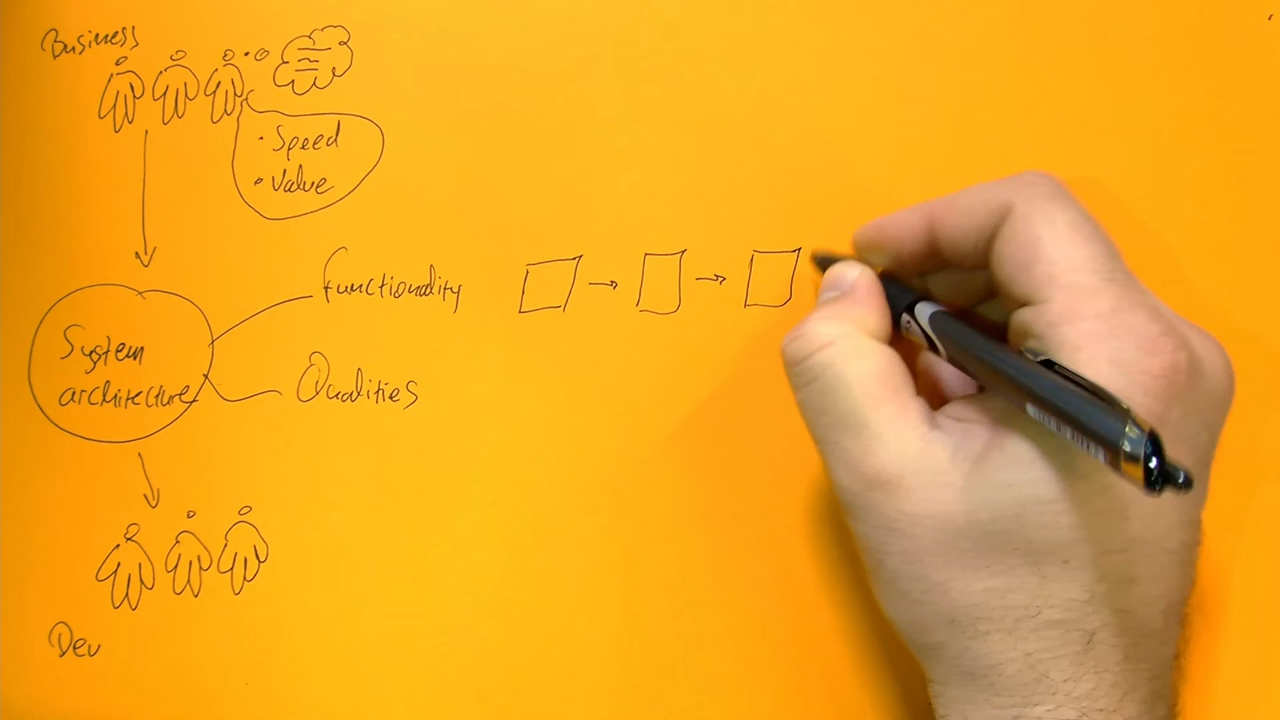 Business
• Speed
• Value
Functionality
System
architecture
Qualities
Dev